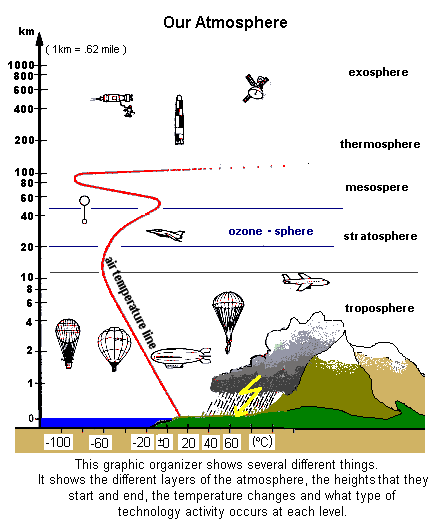 Our Atmosphere
km
( 1km = .62 mile )
1000
800
600
400
200
100
80
60
40
20
10
8
6
4
2
1
0
exosphere
thermosphere
mesospere
ozone - sphere
stratosphere
troposphere
air temperature line
-100
-60
-20
±0
20
40
60
(°C)
This graphic organizer shows several different things.
It shows the different layers of the atmosphere, the heights that they
start and end, the temperature changes and what type of
technology activity occurs at each level.